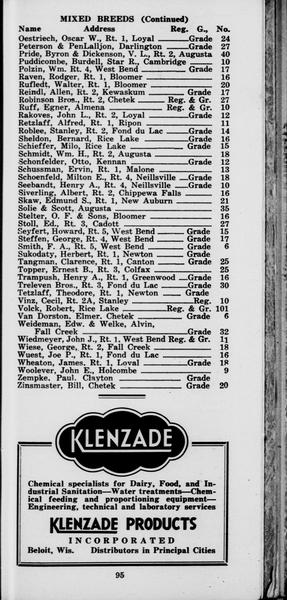 MIXED BREEDS (Continued)
Name Address Reg. G., No.
Oestriech, Oscar W., Rt. 1, Loyal Grade 24
Peterson & PenLalljon, Darlington Grade 27
Pride, Byron & Dickenson, V. L., Rt. 2, Augusta 40
Puddicombe, Burdell, Star R., Cambridge 10
Polzin, Wm. Rt. 4, West Bend Grade 17
Raven, Rodger, Rt. 1, Bloomer 16
Rufledt, Walter, Rt. 1, Bloomer 20
Reindl, Allen, Rt. 2, Kewaskum Grade 17
Robinson Bros., Rt. 2, Chetek Reg. & Gr. 27
Ruff, Egner, Almena Reg. & Gr. 10
Rakoves, John L., Rt. 2, Loyal Grade 12
Retzlaff, Alfred, Rt. 1, Ripon 11
Roblee, Stanley, Rt. 2, Fond du Lac Grade 14
Sheldon, Bernard, Rice Lake Grade 16
Schieffer, Milo, Rice Lake Grade 15
Schmidt, Wm. H., Rt. 2, Augusta 18
Schonfelder, Otto, Kennan Grade 12
Schussman, Ervin, Rt. 1, Malone 13
Schoenfeld, Milton E., Rt. 4, Neillsville Grade 18
Seebandt, Henry A., Rt. 4, Neillsville Grade 10
Siverling, Albert, Rt. 2, Chippewa Falls 16
Skaw, Edmund S., Rt. 1, New Auburn 21
Solie & Scott, Augusta 35
Stelter, O. F. & Sons, Bloomer 16
Stoll, Ed., Rt. 3, Cadott 27
Seyfert, Howard, Rt. 5, West Bend Grade 15
Steffen, George, Rt. 4, West Bend Grade 17
Smith, F. A., Rt. 5, West Bend Grade 6
Sukodaty, Herbert, Rt. 1, Newton Grade
Tangman, Clarence, Rt. 1, Canton Grade 25
Topper, Ernest B., Rt. 3, Colfax 25
Trampush, Henry A., Rt. 1, Greenwood Grade 16
Treleven Bros., Rt. 3, Fond du Lac Grade 30
Tetzlaff, Theodore, Rt. 1, Newton Grade
Vinz, Cecil, Rt. 2A, Stanley Reg. 10
Volck, Robert, Rice Lake Reg. & Gr. 101
Van Dorston. Elmer. Chetek Grade 6
Weideman, Edw. & Welke, Alvin,
Fall Creek Grade 32
Wiedmeyer, John J., Rt. 1, West Bend Reg. & Gr. 11
Wiese, George, Rt. 2, Fall Creek 18
Wuest, Joe P., Rt. 1, Fond du Lac 16
Wheaton, James, Rt. 1, Loyal Grade 18
Woolever, John E., Holcombe 9
Zempke, Paul. Clayton Grade
Zinsmaster, Bill, Chetek Grade 20
KLENZADE
Chemical specialists for Dairy, Food, and In-
dustrial Sanitation—Water treatments—Chem-
ical feeding and proportioning equipment—
Engineering, technical and laboratory services
KLENZADE PRODUCTS
INCORPORATED
Beloit, Wis. Distributors in Principal Cities
95